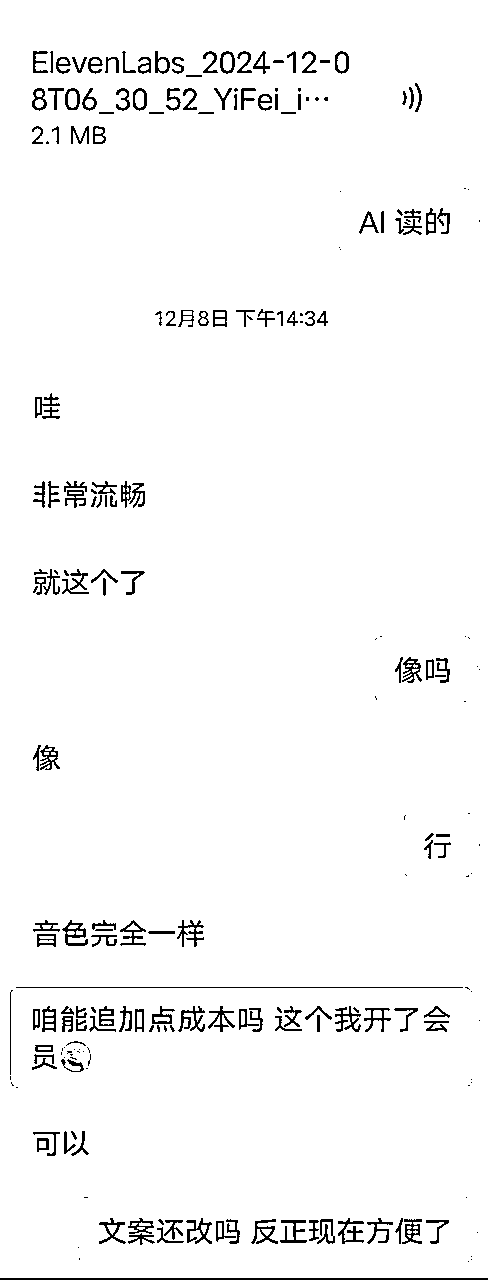 ElevenLabs_2024-12-0
8T06_30_52_YiFei_i…
2.1 MB
AI 读的
12月8日 下午14:34
哇
非常流畅
就这个了
像吗
像
行
音色完全一样
咱能追加点成本吗 这个我开了会
员
可以
文案还改吗 反正现在方便了